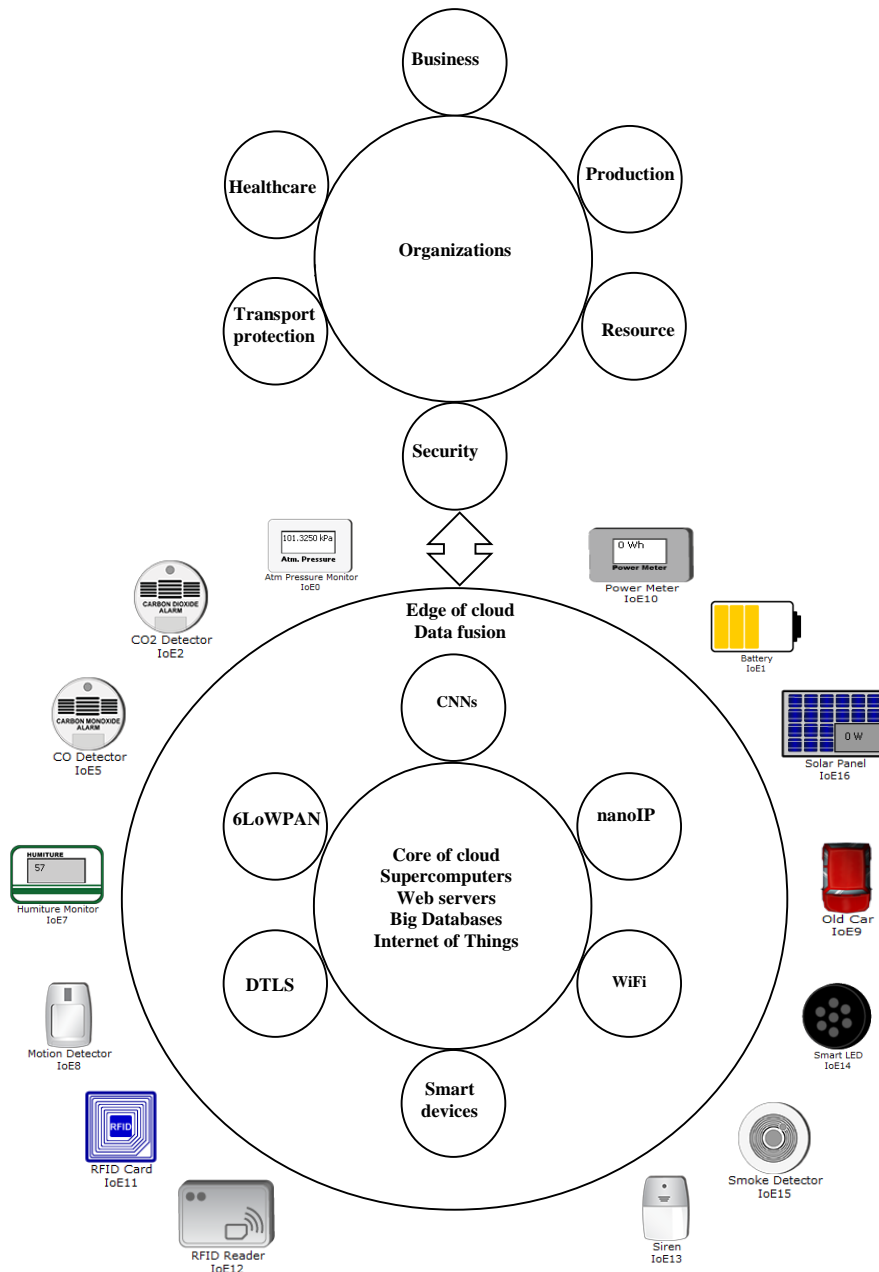 Business
Healthcare
Production
Organizations
Transport
protection
Resource
Security
101.3250 kPa
Atm. Pressure
Atm Pressure Monitor
IoE0
0 Wh
Power Meter
Power Meter
IoE10
CARBON DIOXIDE
ALARM
CO2 Detector
IoE2
Edge of cloud
Data fusion
Battery
IoE1
CARBON MONOXIDE
ALARM
CO Detector
IoE5
CNNs
0 W
Solar Panel
IoE16
6LoWPAN
nanoIP
Core of cloud
Supercomputers
Web servers
Big Databases
Internet of Things
HUMITURE
57
Humiture Monitor
IoE7
Old Car
IoE9
DTLS
WiFi
Motion Detector
IoE8
Smart LED
IoE14
Smart
devices
RFID
RFID Card
IoE11
Smoke Detector
IoE15
RFID Reader
IoE12
Siren
IoE13